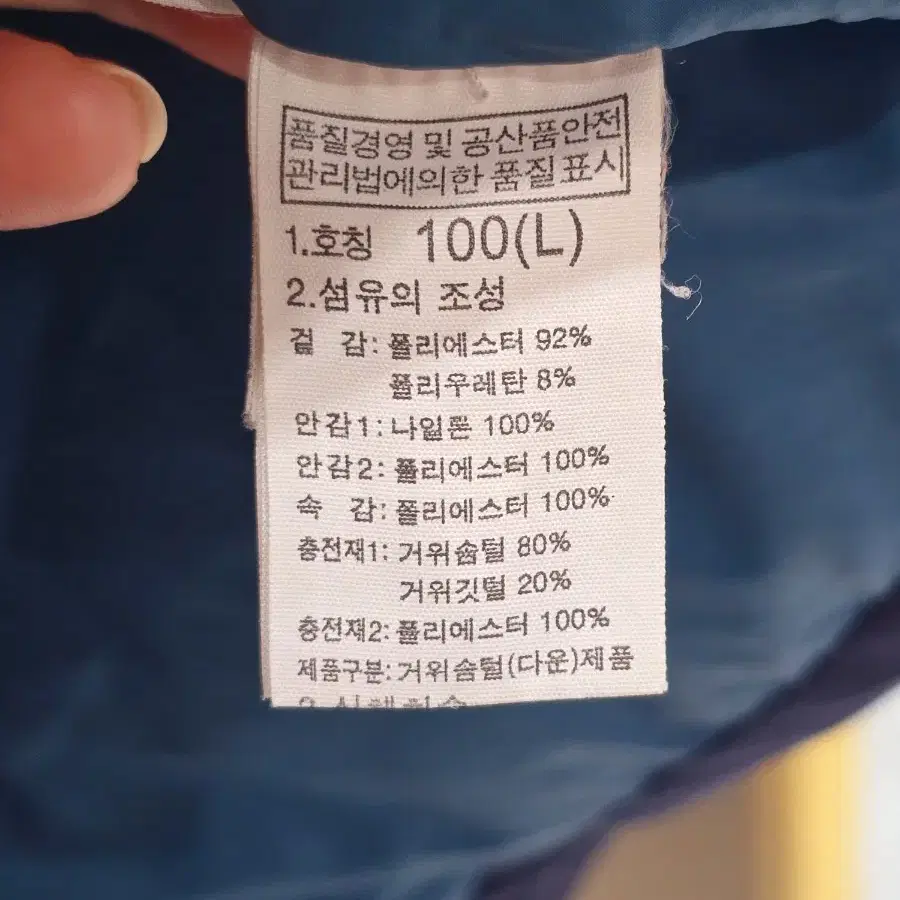 품질경영 및 공산품안전
관리법에의한 품질표시
1.호칭 100(L)
2.섬유의 조성
겉 감: 폴리에스터 92%
폴리우레탄 8%
안감1: 나일론 100%
안감2: 폴리에스터 100%
속 감: 폴리에스터 100%
충전재1: 거위솜털 80%
거위깃털 20%
충전재2: 폴리에스터 100%
제품구분: 거위솜털(다운)제품